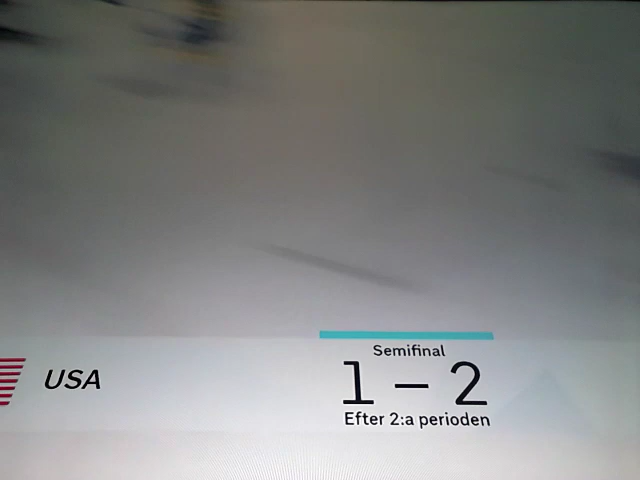 Semifinal
USA
1 – 2
Efter 2:a perioden